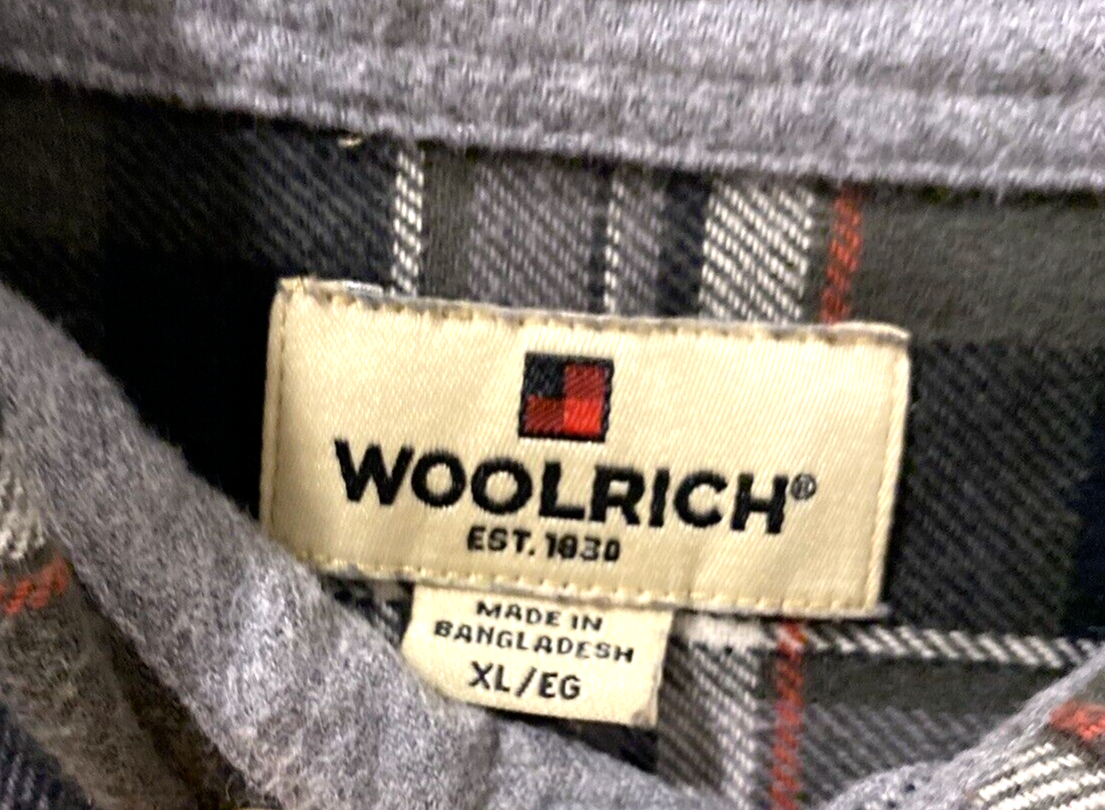 WOOLRICH®
EST. 1830
MADE IN
BANGLADESH
XL/EG